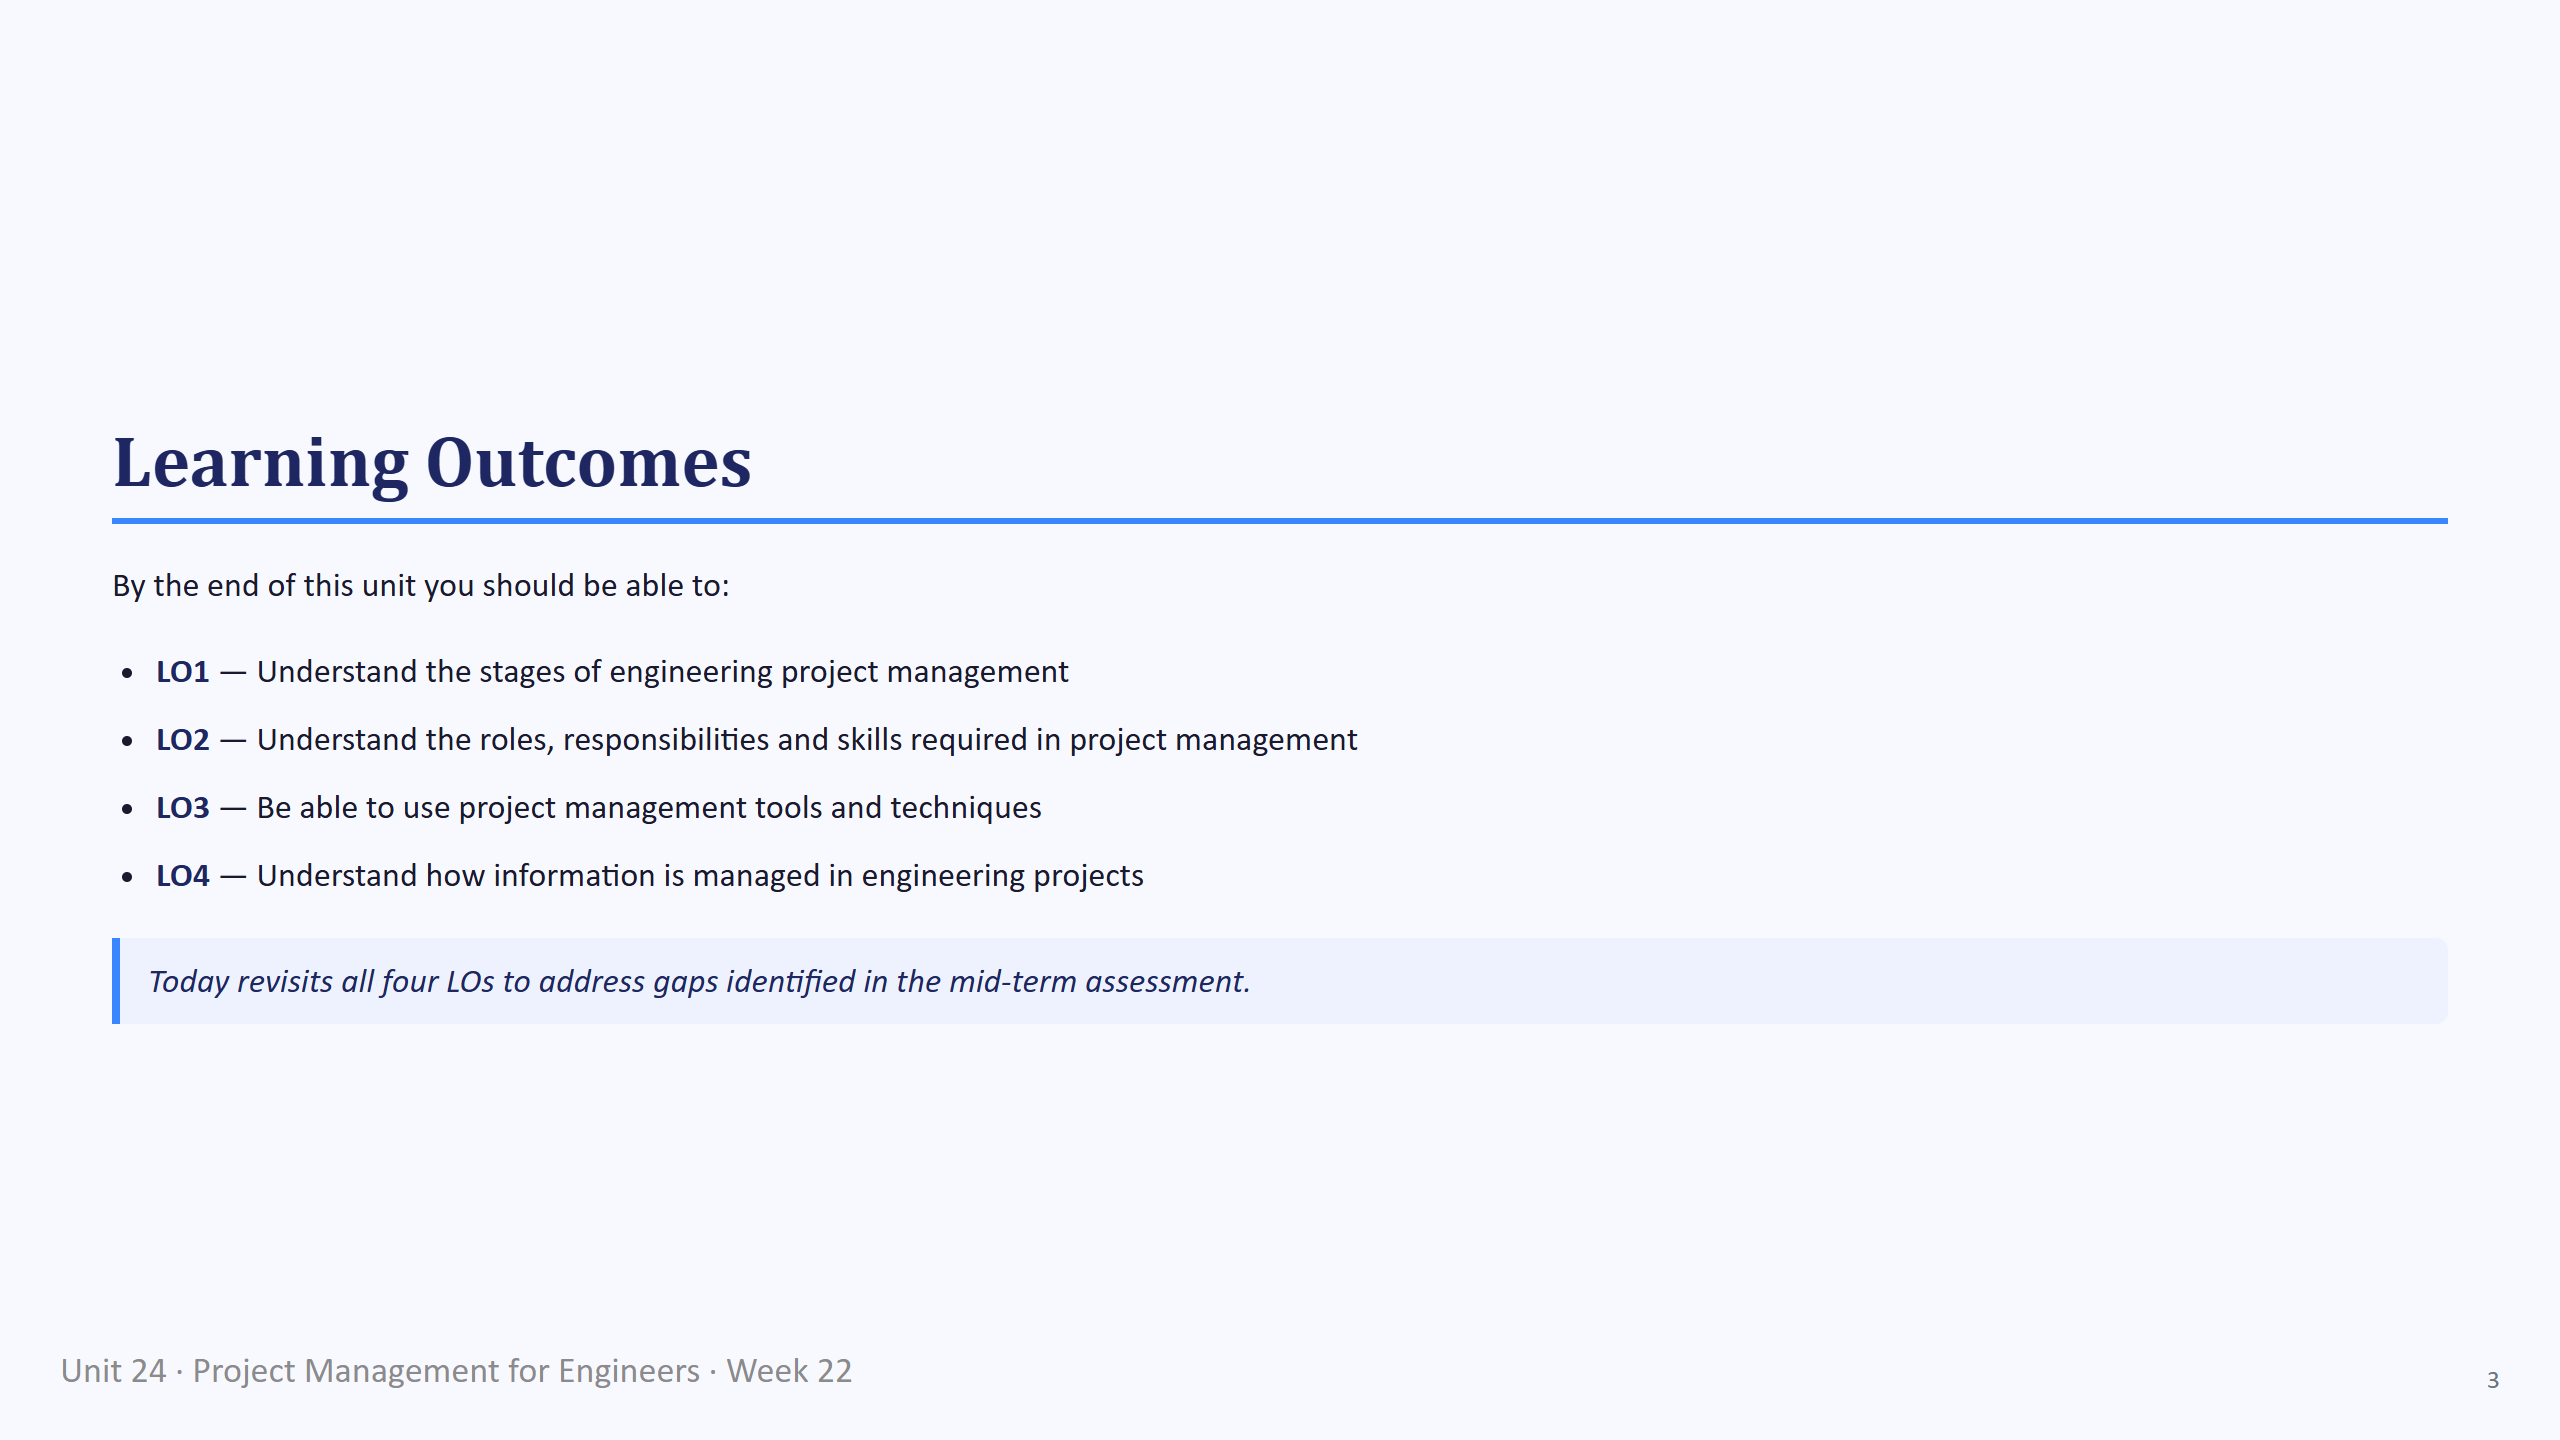 Learning Outcomes
By the end of this unit you should be able to:
• LO1 — Understand the stages of engineering project management
• LO2 — Understand the roles, responsibilities and skills required in project management
• LO3 — Be able to use project management tools and techniques
• LO4 — Understand how information is managed in engineering projects
Today revisits all four LOs to address gaps identified in the mid-term assessment.
Unit 24 · Project Management for Engineers · Week 22
3